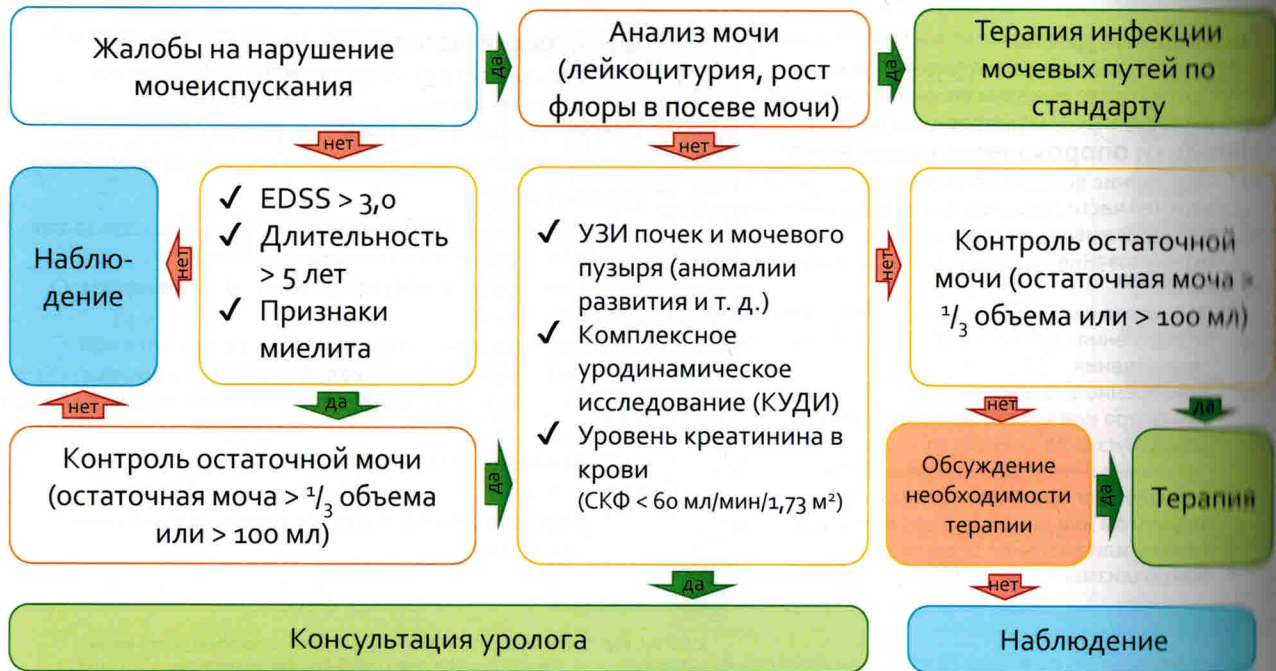 Жалобы на нарушение
мочеиспускания
да
Анализ мочи
(лейкоцитурия, рост
флоры в посеве мочи)
да
Терапия инфекции
мочевых путей по
стандарту
нет
нет
Наблю-
дение
нет
✓ EDSS > 3,0
✓ Длительность
> 5 лет
✓ Признаки
миелита
✓ УЗИ почек и мочевого
пузыря (аномалии
развития и т. д.)
✓ Комплексное
уродинамическое
исследование (КУДИ)
✓ Уровень креатинина в
крови
(СКФ < 60 мл/мин/1,73 м²)
нет
Контроль остаточной
мочи (остаточная моча >
1/3 объема или > 100 мл)
нет
да
нет
да
Контроль остаточной мочи
(остаточная моча > 1/3 объема
или > 100 мл)
да
Обсуждение
необходимости
терапии
да
Терапия
да
нет
Консультация уролога
Наблюдение